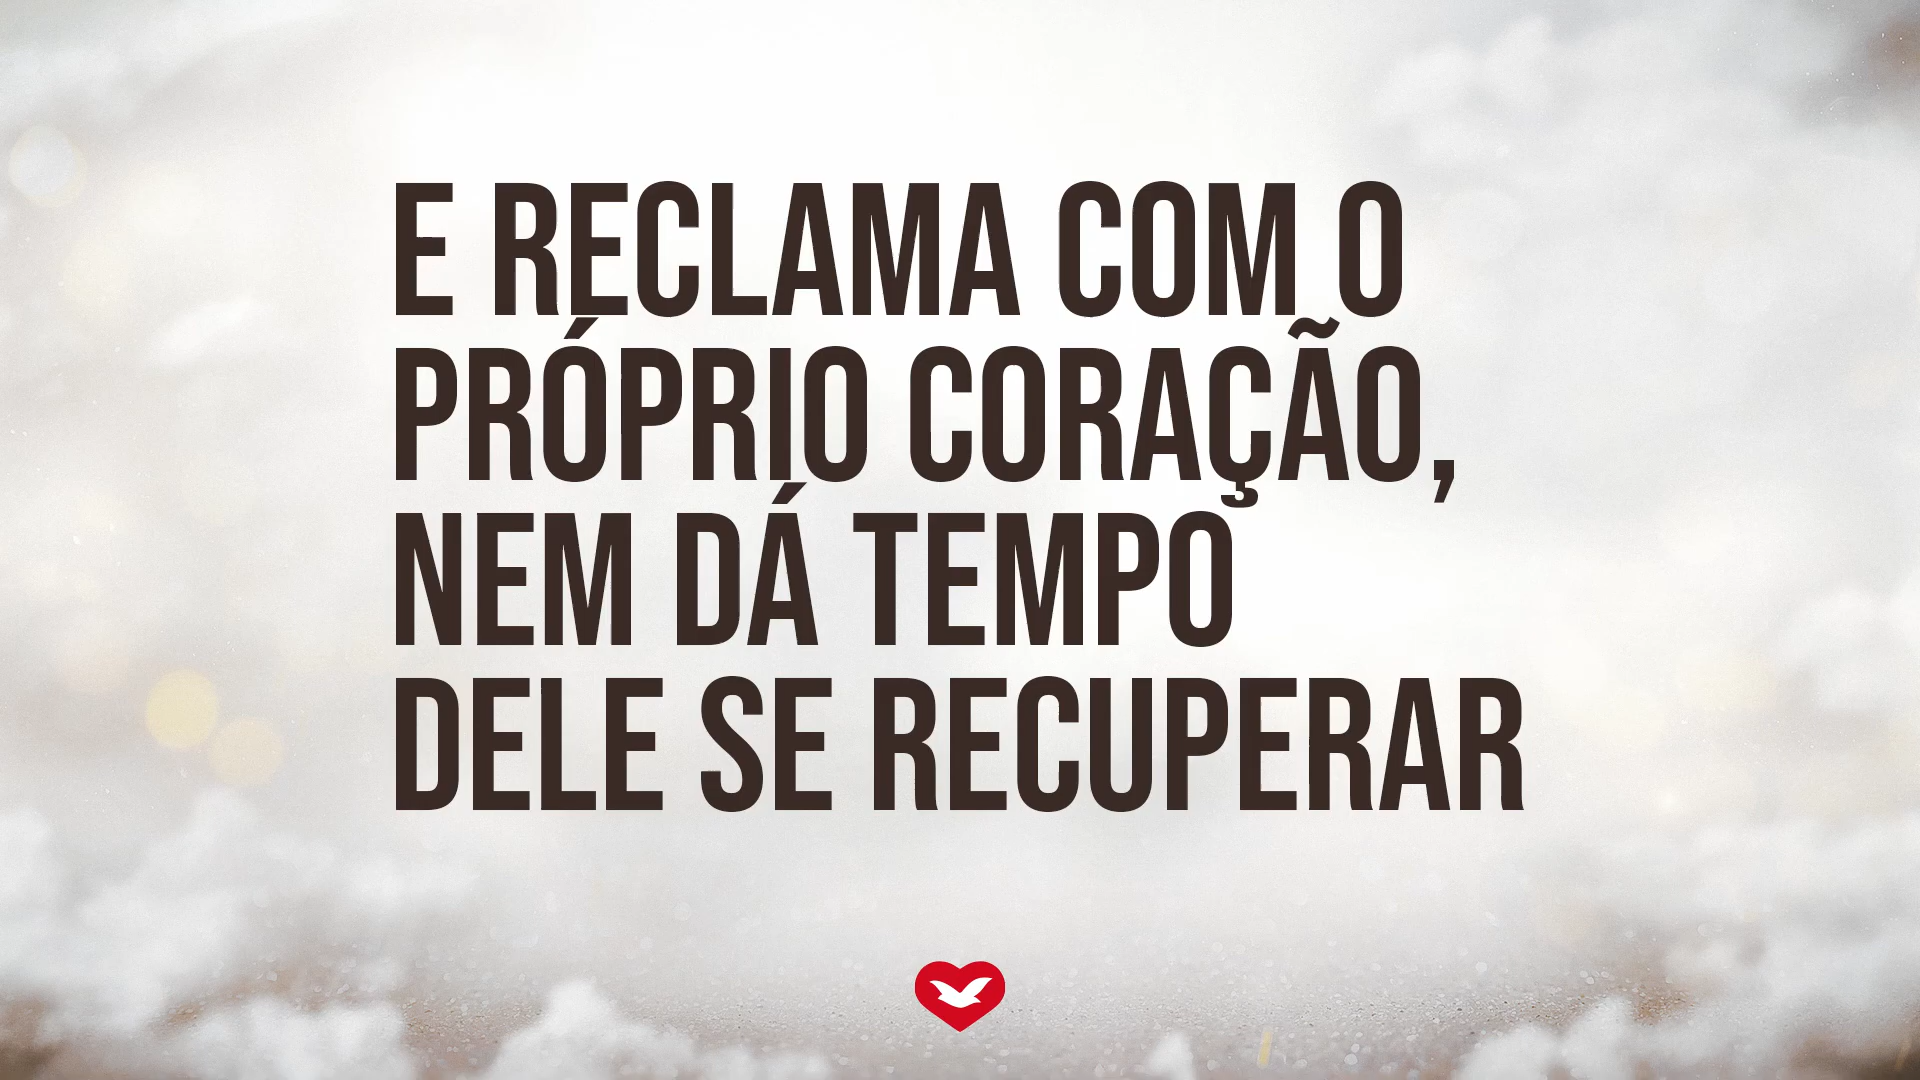 E RECLAMA COM O
PRÓPRIO CORAÇÃO,
NEM DÁ TEMPO
DELE SE RECUPERAR